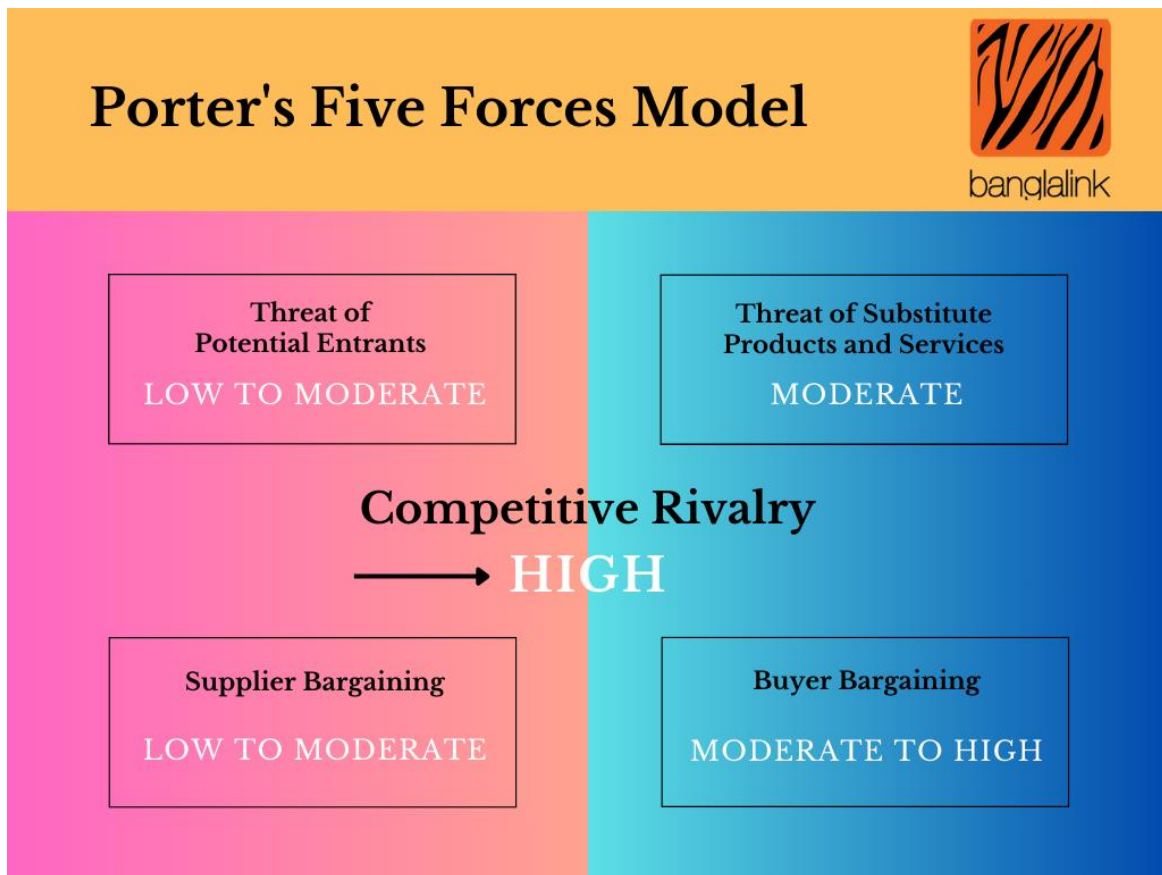 Porter's Five Forces Model
banglalink
Threat of
Potential Entrants
LOW TO MODERATE
Threat of Substitute
Products and Services
MODERATE
Competitive Rivalry
HIGH
Supplier Bargaining
LOW TO MODERATE
Buyer Bargaining
MODERATE TO HIGH